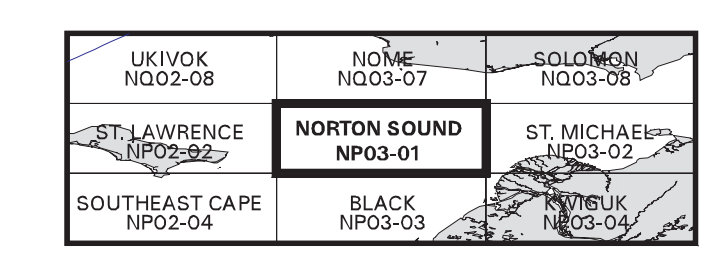 UKIVOK
NQ02-08
NOME
NQ03-07
SOLOMON
NQ03-08
ST. LAWRENCE
NP02-02
NORTON SOUND
NP03-01
ST. MICHAEL
NP03-02
SOUTHEAST CAPE
NP02-04
BLACK
NP03-03
KWIGUK
NP03-04